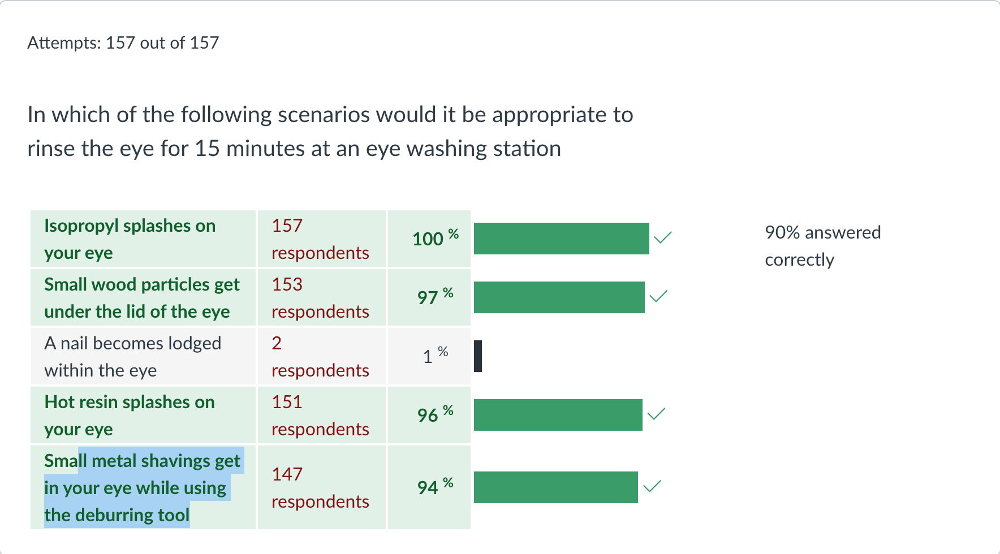 Attempts: 157 out of 157
In which of the following scenarios would it be appropriate to
rinse the eye for 15 minutes at an eye washing station
Isopropyl splashes on
your eye
157
respondents
100 %
90% answered
correctly
Small wood particles get
under the lid of the eye
153
respondents
97 %
A nail becomes lodged
within the eye
2
respondents
1 %
Hot resin splashes on
your eye
151
respondents
96 %
Small metal shavings get
in your eye while using
the deburring tool
147
respondents
94 %